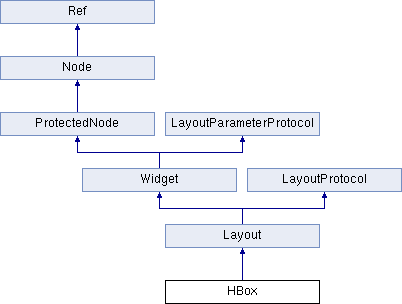 Ref
Node
ProtectedNode
LayoutParameterProtocol
Widget
LayoutProtocol
Layout
HBox